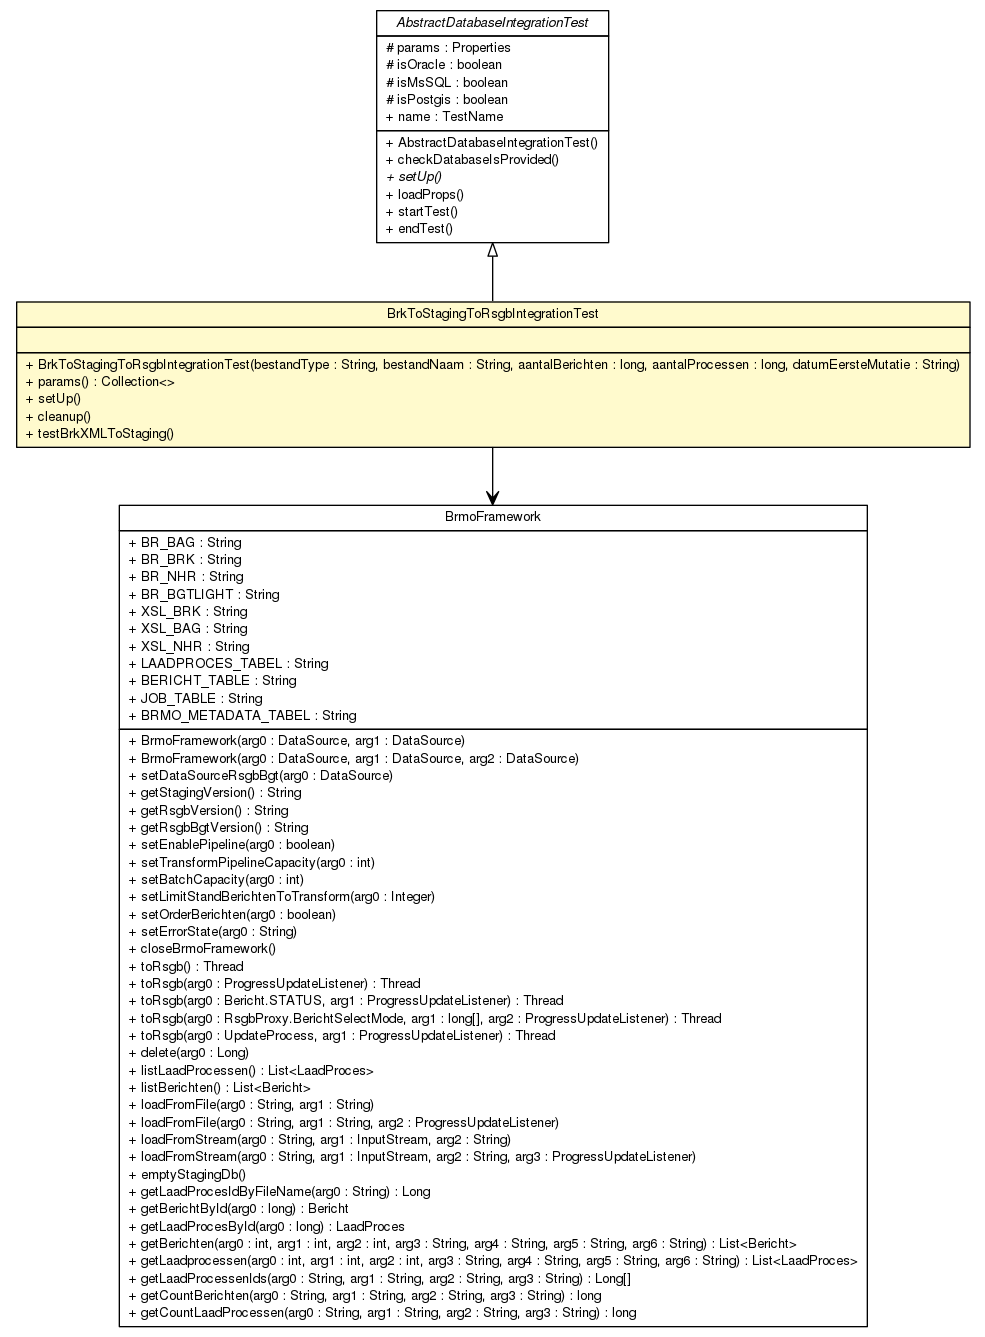 AbstractDatabaseIntegrationTest
# params : Properties
# isOracle : boolean
# isMsSQL : boolean
# isPostgis : boolean
+ name : TestName
+ AbstractDatabaseIntegrationTest()
+ checkDatabaseIsProvided()
+ setUp()
+ loadProps()
+ startTest()
+ endTest()
BrkToStagingToRsgbIntegrationTest
+ BrkToStagingToRsgbIntegrationTest(bestandType : String, bestandNaam : String, aantalBerichten : long, aantalProcessen : long, datumEersteMutatie : String)
+ params() : Collection<>
+ setUp()
+ cleanup()
+ testBrkXMLToStaging()
BrmoFramework
+ BR_BAG : String
+ BR_BRK : String
+ BR_NHR : String
+ BR_BGTLIGHT : String
+ XSL_BRK : String
+ XSL_BAG : String
+ XSL_NHR : String
+ LAADPROCES_TABEL : String
+ BERICHT_TABLE : String
+ JOB_TABLE : String
+ BRMO_METADATA_TABEL : String
+ BrmoFramework(arg0 : DataSource, arg1 : DataSource)
+ BrmoFramework(arg0 : DataSource, arg1 : DataSource, arg2 : DataSource)
+ setDataSourceRsgbBgt(arg0 : DataSource)
+ getStagingVersion() : String
+ getRsgbVersion() : String
+ getRsgbBgtVersion() : String
+ setEnablePipeline(arg0 : boolean)
+ setTransformPipelineCapacity(arg0 : int)
+ setBatchCapacity(arg0 : int)
+ setLimitStandBerichtenToTransform(arg0 : Integer)
+ setOrderBerichten(arg0 : boolean)
+ setErrorState(arg0 : String)
+ closeBrmoFramework()
+ toRsgb() : Thread
+ toRsgb(arg0 : ProgressUpdateListener) : Thread
+ toRsgb(arg0 : Bericht.STATUS, arg1 : ProgressUpdateListener) : Thread
+ toRsgb(arg0 : RsgbProxy.BerichtSelectMode, arg1 : long[], arg2 : ProgressUpdateListener) : Thread
+ toRsgb(arg0 : UpdateProcess, arg1 : ProgressUpdateListener) : Thread
+ delete(arg0 : Long)
+ listLaadProcessen() : List<LaadProces>
+ listBerichten() : List<Bericht>
+ loadFromFile(arg0 : String, arg1 : String)
+ loadFromFile(arg0 : String, arg1 : String, arg2 : ProgressUpdateListener)
+ loadFromStream(arg0 : String, arg1 : InputStream, arg2 : String)
+ loadFromStream(arg0 : String, arg1 : InputStream, arg2 : String, arg3 : ProgressUpdateListener)
+ emptyStagingDb()
+ getLaadProcesIdByFileName(arg0 : String) : Long
+ getBerichtById(arg0 : long) : Bericht
+ getLaadProcesById(arg0 : long) : LaadProces
+ getBerichten(arg0 : int, arg1 : int, arg2 : int, arg3 : String, arg4 : String, arg5 : String, arg6 : String) : List<Bericht>
+ getLaadprocessen(arg0 : int, arg1 : int, arg2 : int, arg3 : String, arg4 : String, arg5 : String, arg6 : String) : List<LaadProces>
+ getLaadProcessenIds(arg0 : String, arg1 : String, arg2 : String, arg3 : String) : Long[]
+ getCountBerichten(arg0 : String, arg1 : String, arg2 : String, arg3 : String) : long
+ getCountLaadProcessen(arg0 : String, arg1 : String, arg2 : String, arg3 : String) : long